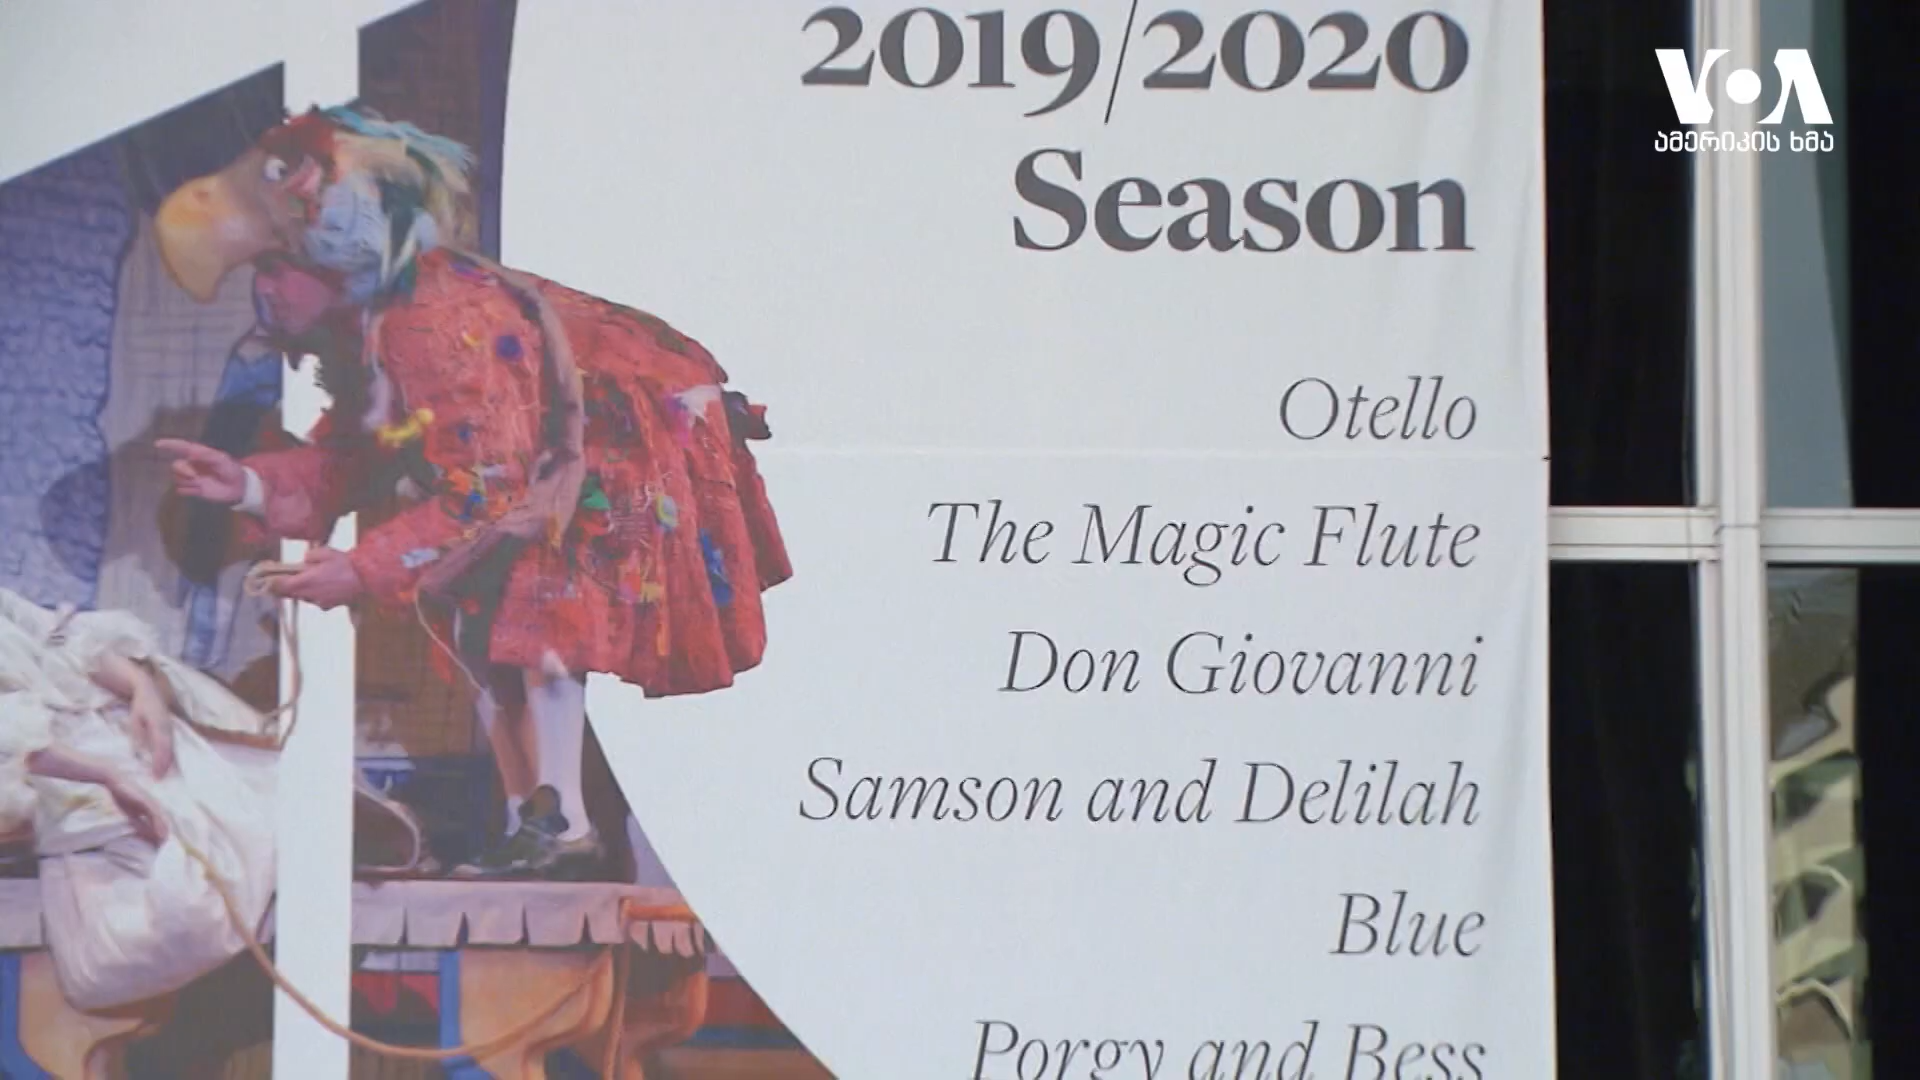 2019/2020
Season
VOA
ამერიკის ხმა
Otello
The Magic Flute
Don Giovanni
Samson and Delilah
Blue
Porgy and Bess